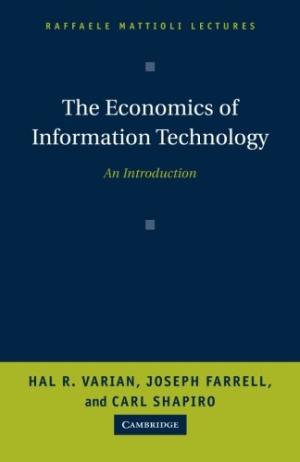 RAFFAELE MATTIOLI LECTURES
The Economics of
Information Technology
An Introduction
HAL R. VARIAN, JOSEPH FARRELL,
and CARL SHAPIRO
CAMBRIDGE